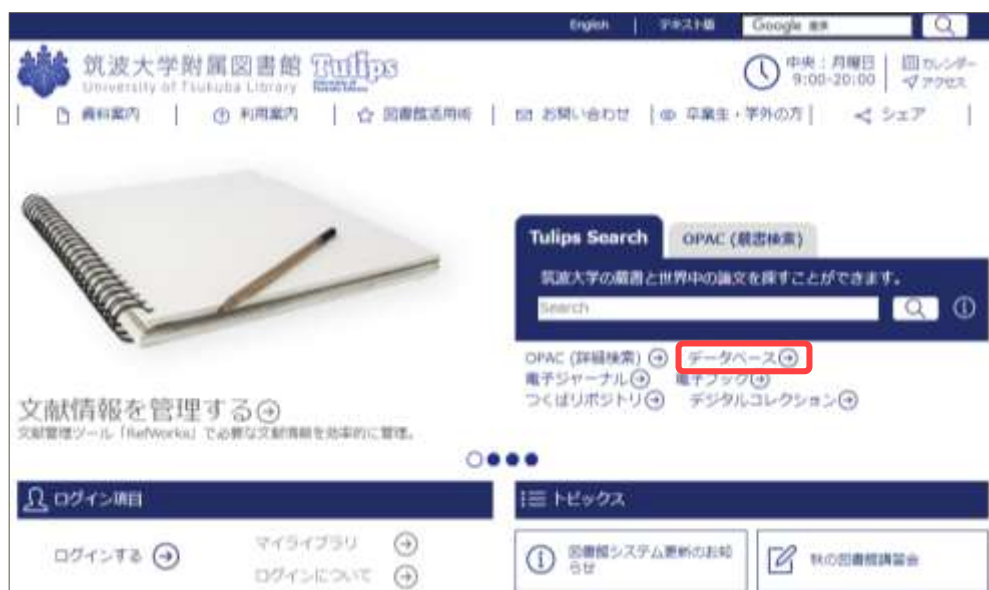 English | テキスト版 Google 検索
筑波大学附属図書館 Tulips
University of Tsukuba Library
中央：月曜日
9:00-20:00
カレンダー
アクセス
資料案内 | 利用案内 | 図書館活用術 | お問い合わせ | 卒業生・学外の方 | シェア
Tulips Search OPAC (蔵書検索)
筑波大学の蔵書と世界中の論文を探すことができます。
Search
OPAC (詳細検索) データベース
電子ジャーナル 電子ブック
つくばリポジトリ デジタルコレクション
文献情報を管理する
文献管理ツール「RefWorks」で必要な文献情報を効率的に管理。
ログイン項目
ログインする
マイライブラリ
ログインについて
トピックス
図書館システム更新のお知
らせ
秋の図書館講習会